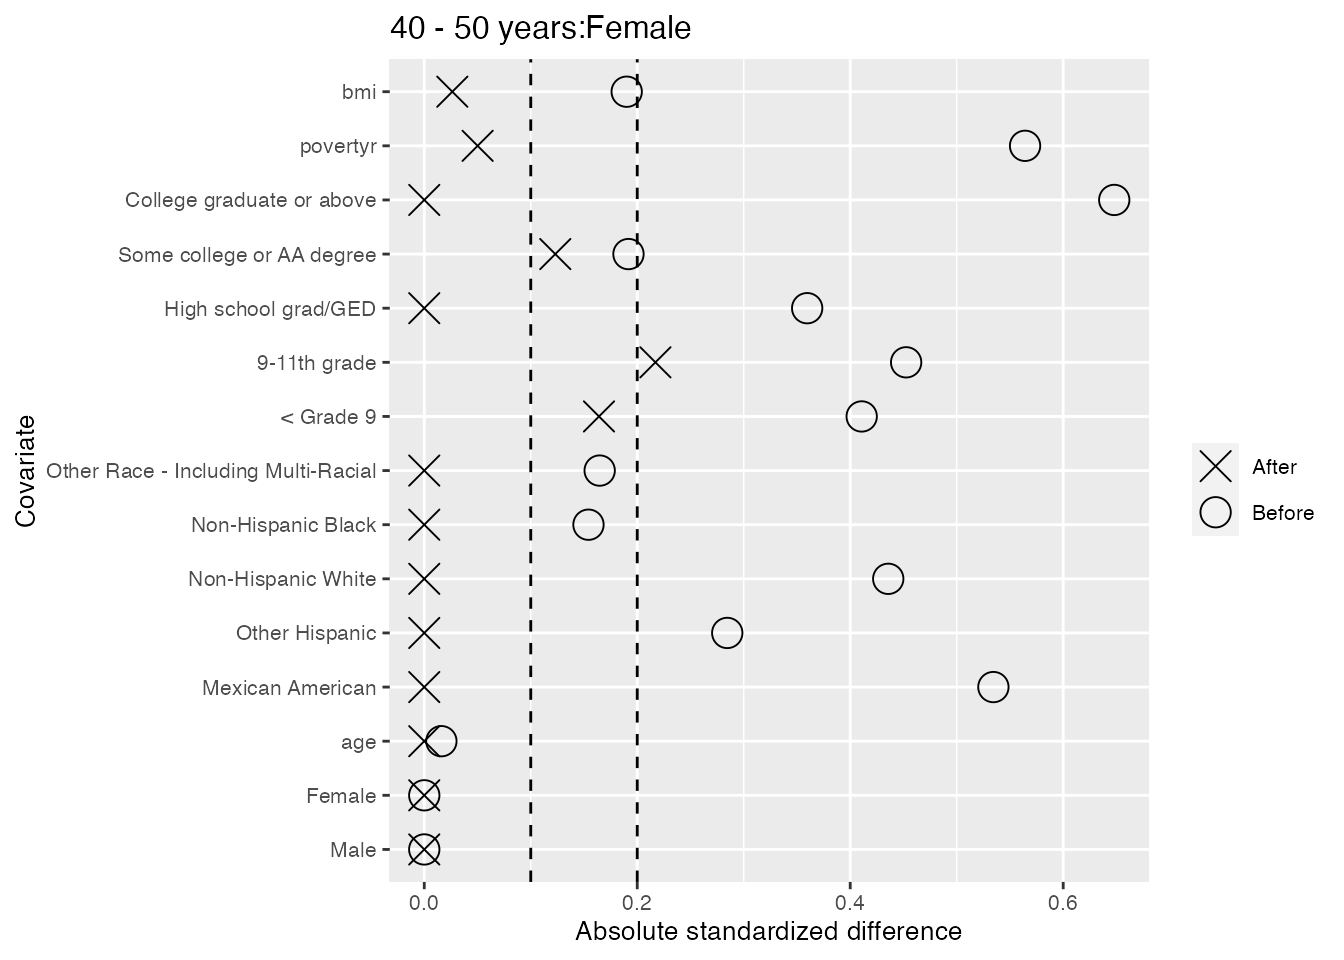 40 - 50 years:Female
bmi
povertyr
College graduate or above
Some college or AA degree
High school grad/GED
9-11th grade
< Grade 9
Other Race - Including Multi-Racial
Non-Hispanic Black
Non-Hispanic White
Other Hispanic
Mexican American
age
Female
Male
Covariate
0.0 0.2 0.4 0.6
Absolute standardized difference
After
Before